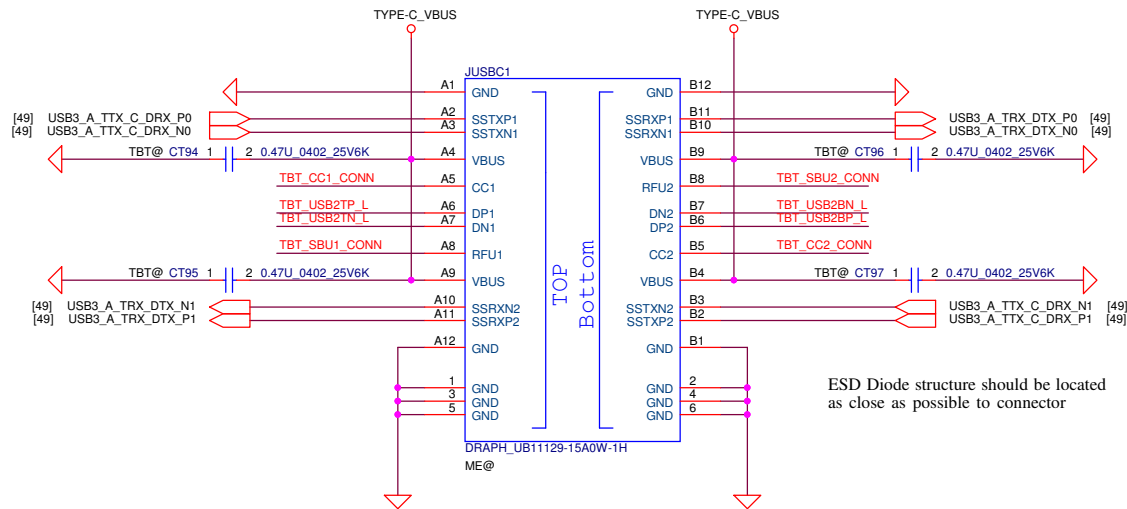 TYPE-C_VBUS TYPE-C_VBUS
JUSBC1
A1 GND GND B12
[49] USB3_A_TTX_C_DRX_P0 A2 SSTXP1 SSRXP1 B11 USB3_A_TRX_DTX_P0 [49]
[49] USB3_A_TTX_C_DRX_N0 A3 SSTXN1 SSRXN1 B10 USB3_A_TRX_DTX_N0 [49]
TBT@ CT94 1 2 0.47U_0402_25V6K A4 VBUS VBUS B9 TBT@ CT96 1 2 0.47U_0402_25V6K
TBT_CC1_CONN A5 CC1 RFU2 B8 TBT_SBU2_CONN
TBT_USB2TP_L A6 DP1 DN2 B7 TBT_USB2BN_L
TBT_USB2TN_L A7 DN1 DP2 B6 TBT_USB2BP_L
TBT_SBU1_CONN A8 RFU1 CC2 B5 TBT_CC2_CONN
TBT@ CT95 1 2 0.47U_0402_25V6K A9 VBUS VBUS B4 TBT@ CT97 1 2 0.47U_0402_25V6K
TOP
Bottom
[49] USB3_A_TRX_DTX_N1 A10 SSRXN2 SSTXN2 B3 USB3_A_TTX_C_DRX_N1 [49]
[49] USB3_A_TRX_DTX_P1 A11 SSRXP2 SSTXP2 B2 USB3_A_TTX_C_DRX_P1 [49]
A12 GND GND B1
1 GND GND 2
3 GND GND 4
5 GND GND 6
ESD Diode structure should be located
as close as possible to connector
DRAPH_UB11129-15A0W-1H
ME@